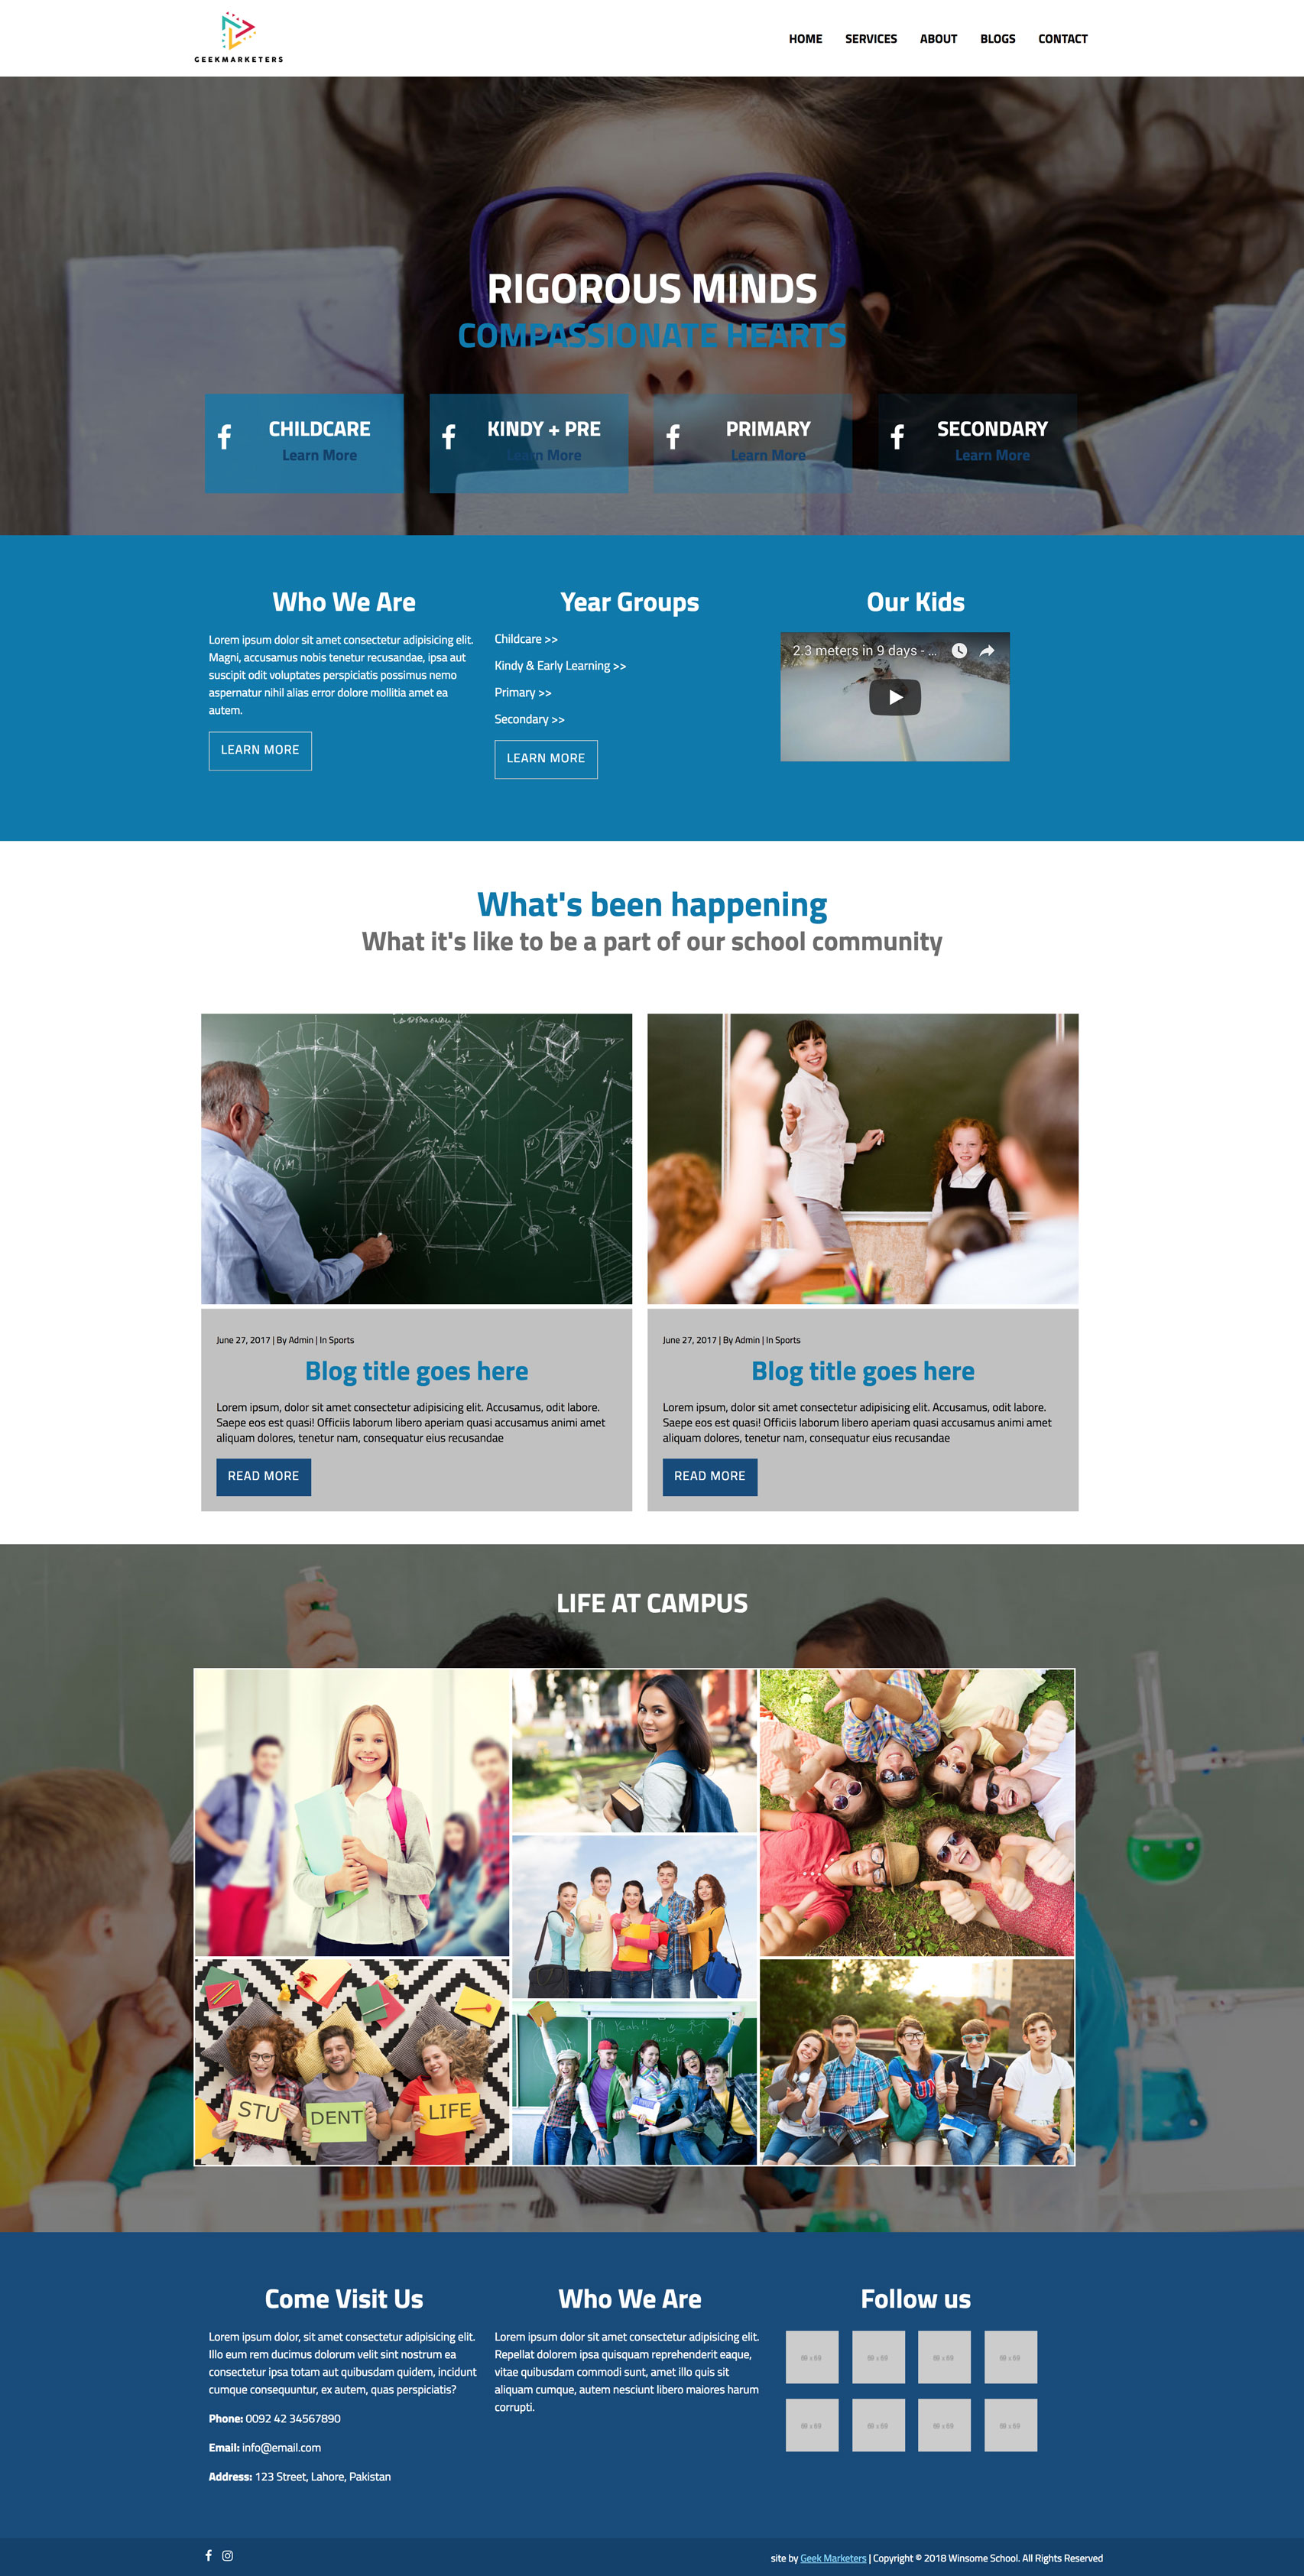 GEEKMARKETERS
HOME SERVICES ABOUT BLOGS CONTACT
RIGOROUS MINDS
COMPASSIONATE HEARTS
CHILDCARE
Learn More
KINDY + PRE
Learn More
PRIMARY
Learn More
SECONDARY
Learn More
Who We Are
Lorem ipsum dolor sit amet consectetur adipisicing elit.
Magni, accusamus nobis tenetur recusandae, ipsa aut
suscipit odit voluptates perspiciatis possimus nemo
aspernatur nihil alias error dolore mollitia amet ea
autem.
LEARN MORE
Year Groups
Childcare >>
Kindy & Early Learning >>
Primary >>
Secondary >>
LEARN MORE
Our Kids
2.3 meters in 9 days - ...
What's been happening
What it's like to be a part of our school community
June 27, 2017 | By Admin | In Sports
Blog title goes here
Lorem ipsum, dolor sit amet consectetur adipisicing elit. Accusamus, odit labore.
Saepe eos est quasi! Officiis laborum libero aperiam quasi accusamus animi amet
aliquam dolores, tenetur nam, consequatur eius recusandae
READ MORE
June 27, 2017 | By Admin | In Sports
Blog title goes here
Lorem ipsum, dolor sit amet consectetur adipisicing elit. Accusamus, odit labore.
Saepe eos est quasi! Officiis laborum libero aperiam quasi accusamus animi amet
aliquam dolores, tenetur nam, consequatur eius recusandae
READ MORE
LIFE AT CAMPUS
STU DENT LIFE
Yeah!!
Come Visit Us
Lorem ipsum dolor, sit amet consectetur adipisicing elit.
Illo eum rem ducimus dolorum velit sint nostrum ea
consectetur ipsa totam aut quibusdam quidem, incidunt
cumque consequuntur, ex autem, quas perspiciatis?
Phone: 0092 42 34567890
Email: info@email.com
Address: 123 Street, Lahore, Pakistan
Who We Are
Lorem ipsum dolor sit amet consectetur adipisicing elit.
Repellat dolorem ipsa quisquam reprehenderit eaque,
vitae quibusdam commodi sunt, amet illo quis sit
aliquam cumque, autem nesciunt libero maiores harum
corrupti.
Follow us
site by Geek Marketers | Copyright © 2018 Winsome School. All Rights Reserved